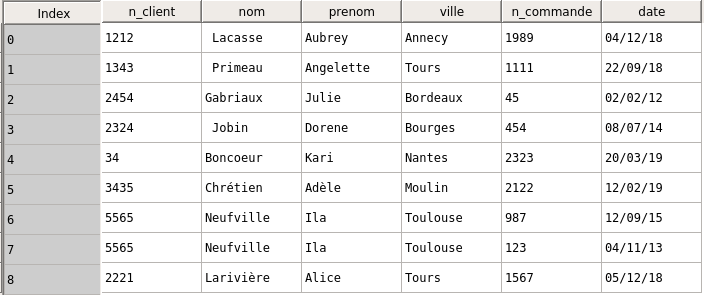 Index n_client nom prenom ville n_commande date
0 1212 Lacasse Aubrey Annecy 1989 04/12/18
1 1343 Primeau Angelette Tours 1111 22/09/18
2 2454 Gabriaux Julie Bordeaux 45 02/02/12
3 2324 Jobin Dorene Bourges 454 08/07/14
4 34 Boncoeur Kari Nantes 2323 20/03/19
5 3435 Chrétien Adèle Moulin 2122 12/02/19
6 5565 Neufville Ila Toulouse 987 12/09/15
7 5565 Neufville Ila Toulouse 123 04/11/13
8 2221 Larivière Alice Tours 1567 05/12/18